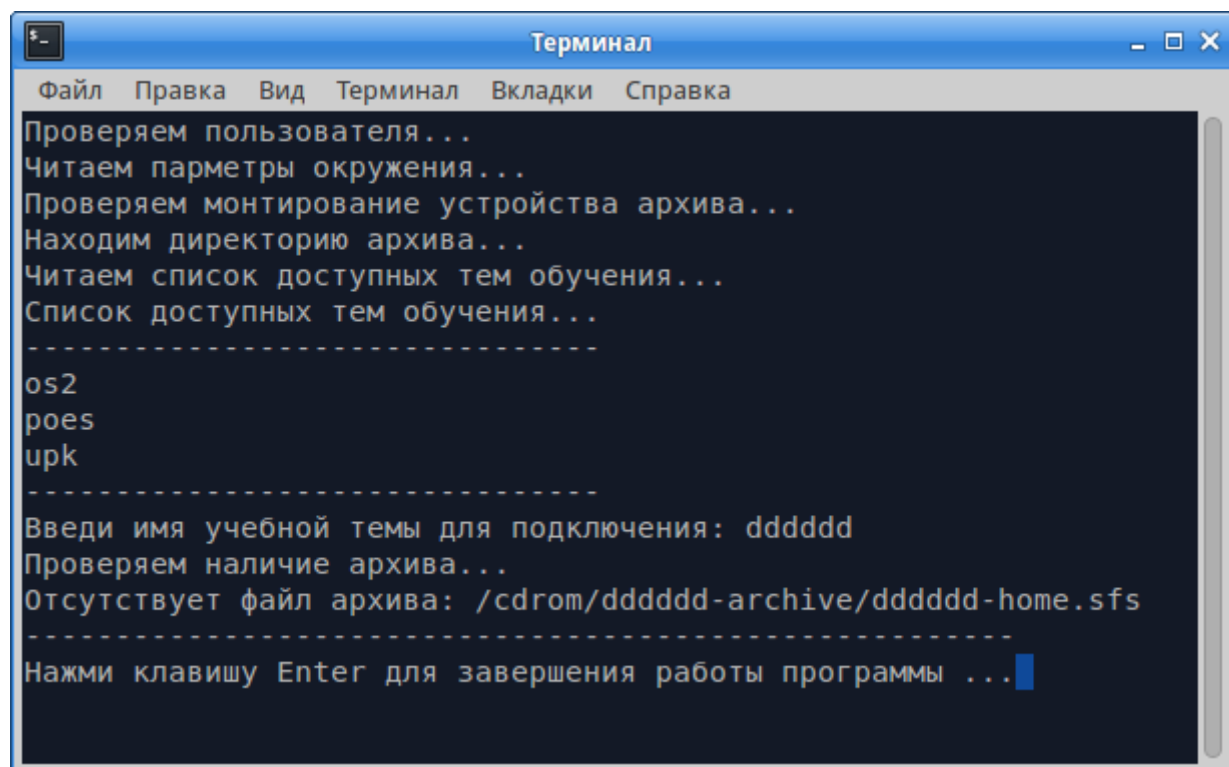 Терминал
Файл Правка Вид Терминал Вкладки Справка
Проверяем пользователя...
Читаем парметры окружения...
Проверяем монтирование устройства архива...
Находим директорию архива...
Читаем список доступных тем обучения...
Список доступных тем обучения...
--------------------------------
os2
poes
upk
--------------------------------
Введи имя учебной темы для подключения: dddddd
Проверяем наличие архива...
Отсутствует файл архива: /cdrom/dddddd-archive/dddddd-home.sfs
-------------------------------------------------------
Нажми клавишу Enter для завершения работы программы ...